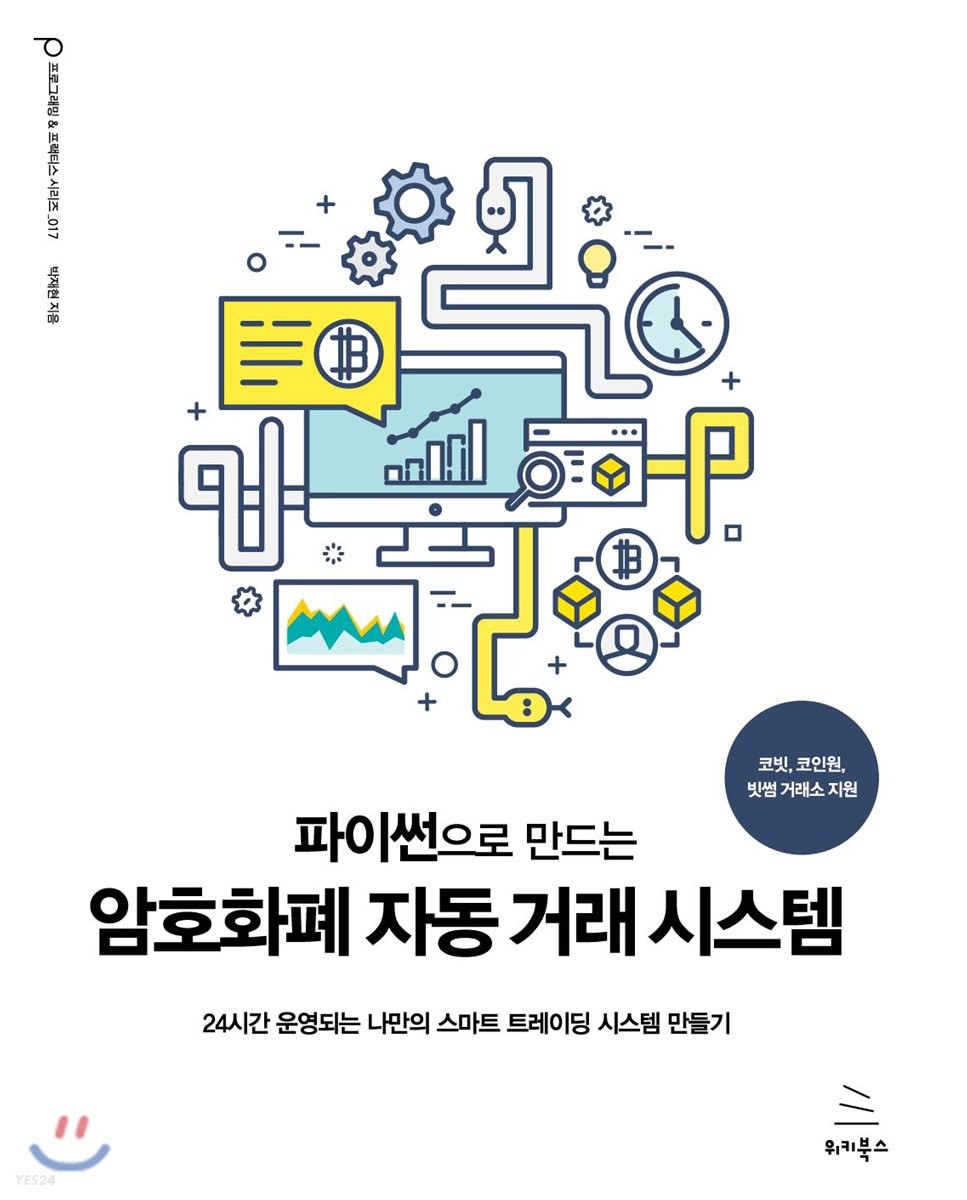 프로그래밍 & 프랙티스 시리즈_017 박재현 지음
코빗, 코인원,
빗썸 거래소 지원
파이썬으로 만드는
암호화폐 자동 거래 시스템
24시간 운영되는 나만의 스마트 트레이딩 시스템 만들기
위키북스
YES24